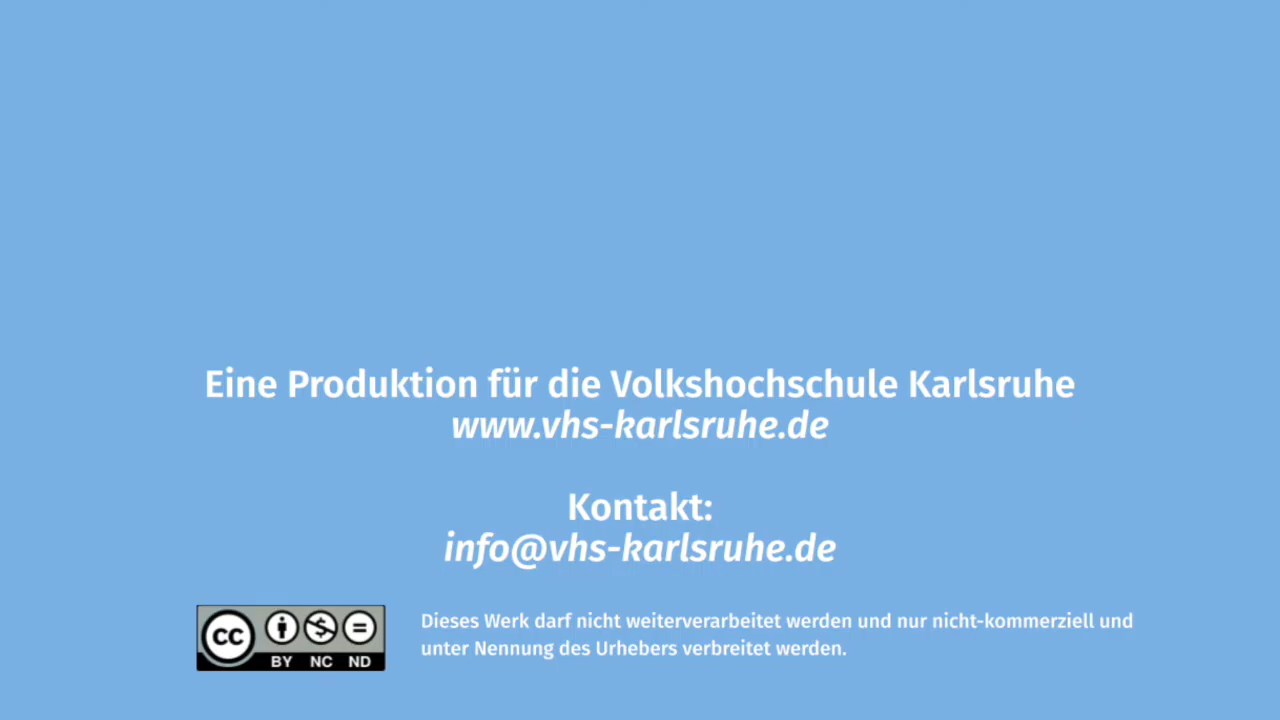 Eine Produktion für die Volkshochschule Karlsruhe
www.vhs-karlsruhe.de
Kontakt:
info@vhs-karlsruhe.de
cc
BY NC ND
Dieses Werk darf nicht weiterverarbeitet werden und nur nicht-kommerziell und
unter Nennung des Urhebers verbreitet werden.